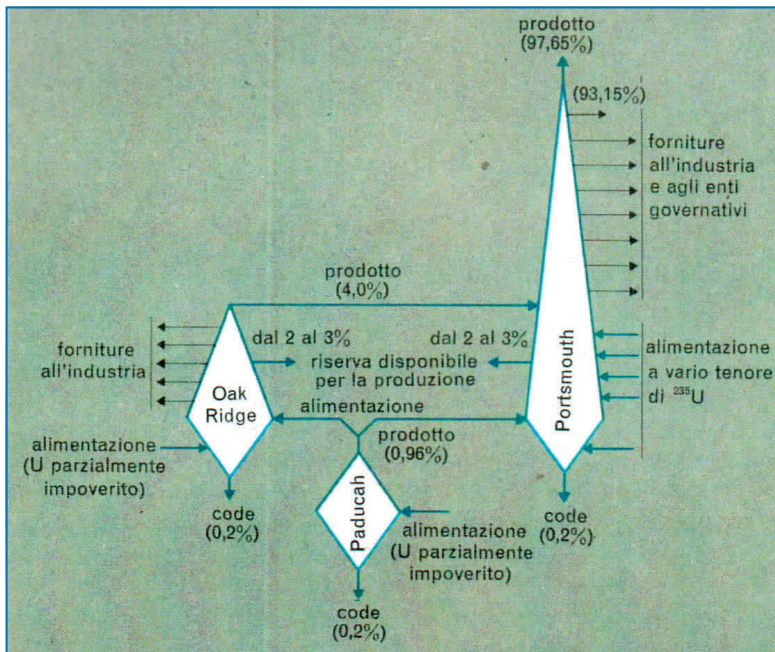 prodotto
(97,65%)
(93,15%)
forniture
all'industria
e agli enti
governativi
prodotto
(4,0%)
dal 2 al 3%
dal 2 al 3%
riserva disponibile
per la produzione
forniture
all'industria
Oak
Ridge
Portsmouth
alimentazione
a vario tenore
di ²³⁵U
alimentazione
prodotto
(0,96%)
alimentazione
(U parzialmente
impoverito)
Paducah
code
(0,2%)
alimentazione
(U parzialmente
impoverito)
code
(0,2%)
code
(0,2%)